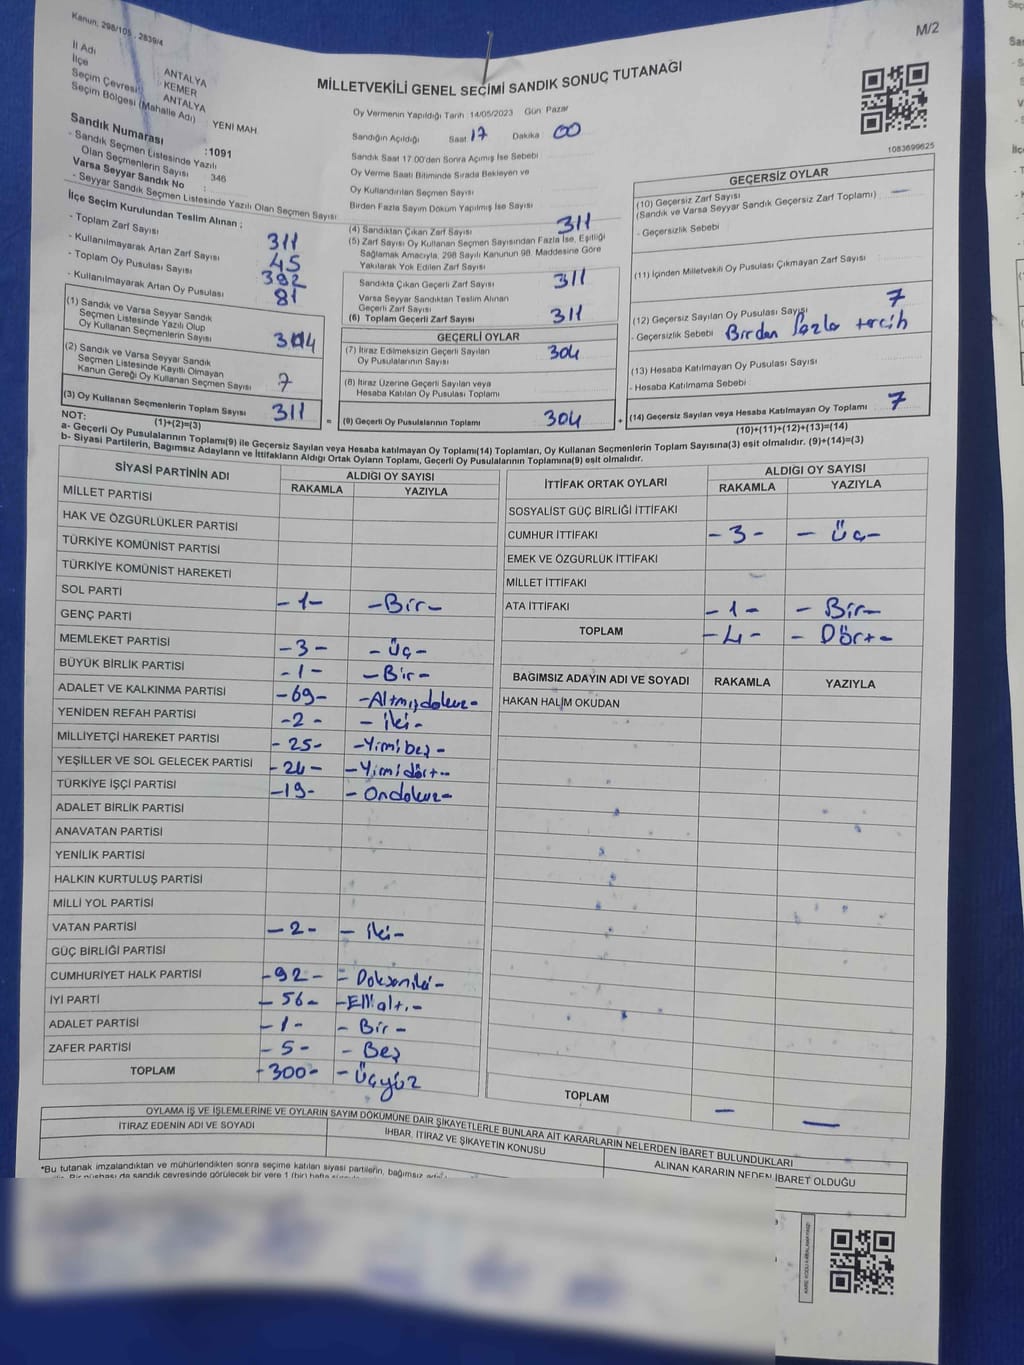 Kanun, 298/105 , 2839/4
M/2
İl Adı ANTALYA
İlçe KEMER
Seçim Çevresi ANTALYA
Seçim Bölgesi (Mahalle Adı) YENİ MAH.
MİLLETVEKİLİ GENEL SEÇİMİ SANDIK SONUÇ TUTANAĞI
Oy Vermenin Yapıldığı Tarih 14/05/2023 Gün Pazar
Sandığın Açıldığı Saat 17 Dakika 00
Sandık Saat 17.00'den Sonra Açımış İse Sebebi
Oy Verme Saati Bitiminde Sırada Bekleyen ve
Oy Kullandırılan Seçmen Sayısı
Birden Fazla Sayım Döküm Yapılmış İse Sayısı
1083699625
Sandık Numarası :1091
- Sandık Seçmen Listesinde Yazılı
Olan Seçmenlerin Sayısı 346
Varsa Seyyar Sandık No :
- Seyyar Sandık Seçmen Listesinde Yazılı Olan Seçmen Sayısı
İlçe Seçim Kurulundan Teslim Alınan ;
- Toplam Zarf Sayısı 311
- Kullanılmayarak Artan Zarf Sayısı 45
- Toplam Oy Pusulası Sayısı 392
- Kullanılmayarak Artan Oy Pusulası 81
(1) Sandık ve Varsa Seyyar Sandık
Seçmen Listesinde Yazılı Olup
Oy Kullanan Seçmenlerin Sayısı 304
(2) Sandık ve Varsa Seyyar Sandık
Seçmen Listesinde Kayıtlı Olmayan
Kanun Gereği Oy Kullanan Seçmen Sayısı 7
(3) Oy Kullanan Seçmenlerin Toplam Sayısı 311
(1)+(2)=(3)
(4) Sandıktan Çıkan Zarf Sayısı 311
(5) Zarf Sayısı Oy Kullanan Seçmen Sayısından Fazla İse, Eşitliği
Sağlamak Amacıyla, 298 Sayılı Kanunun 98. Maddesine Göre
Yakılarak Yok Edilen Zarf Sayısı
Sandıkta Çıkan Geçerli Zarf Sayısı 311
Varsa Seyyar Sandıktan Teslim Alınan
Geçerli Zarf Sayısı
(6) Toplam Geçerli Zarf Sayısı 311
GEÇERLİ OYLAR
(7) İtiraz Edilmeksizin Geçerli Sayılan
Oy Pusulalarının Sayısı 304
(8) İtiraz Üzerine Geçerli Sayılan veya
Hesaba Katılan Oy Pusulası Toplamı
= (9) Geçerli Oy Pusulalarının Toplamı 304 +
GEÇERSİZ OYLAR
(10) Geçersiz Zarf Sayısı —
(Sandık ve Varsa Seyyar Sandık Geçersiz Zarf Toplamı)
- Geçersizlik Sebebi
(11) İçinden Milletvekili Oy Pusulası Çıkmayan Zarf Sayısı
(12) Geçersiz Sayılan Oy Pusulası Sayısı 7
- Geçersizlik Sebebi Birden fazla tercih
(13) Hesaba Katılmayan Oy Pusulası Sayısı
- Hesaba Katılmama Sebebi
(14) Geçersiz Sayılan veya Hesaba Katılmayan Oy Toplamı 7
(10)+(11)+(12)+(13)=(14)
NOT:
a- Geçerli Oy Pusulalarının Toplamı(9) ile Geçersiz Sayılan veya Hesaba Katılmayan Oy Toplamı(14) Toplamları, Oy Kullanan Seçmenlerin Toplam Sayısına(3) eşit olmalıdır. (9)+(14)=(3)
b- Siyasi Partilerin, Bağımsız Adayların ve İttifakların Aldığı Ortak Oyların Toplamı, Geçerli Oy Pusulalarının Toplamına(9) eşit olmalıdır.
SİYASİ PARTİNİN ADI ALDIĞI OY SAYISI
RAKAMLA YAZIYLA
MİLLET PARTİSİ
HAK VE ÖZGÜRLÜKLER PARTİSİ
TÜRKİYE KOMÜNİST PARTİSİ
TÜRKİYE KOMÜNİST HAREKETİ
SOL PARTİ -1- -Bir-
GENÇ PARTİ
MEMLEKET PARTİSİ -3- -Üç-
BÜYÜK BİRLİK PARTİSİ -1- -Bir-
ADALET VE KALKINMA PARTİSİ -69- -Altmışdokuz-
YENİDEN REFAH PARTİSİ -2- -İki-
MİLLİYETÇİ HAREKET PARTİSİ -25- -Yirmibeş-
YEŞİLLER VE SOL GELECEK PARTİSİ -24- -Yirmidört-
TÜRKİYE İŞÇİ PARTİSİ -19- -Ondokuz-
ADALET BİRLİK PARTİSİ
ANAVATAN PARTİSİ
YENİLİK PARTİSİ
HALKIN KURTULUŞ PARTİSİ
MİLLİ YOL PARTİSİ
VATAN PARTİSİ -2- -İki-
GÜÇ BİRLİĞİ PARTİSİ
CUMHURİYET HALK PARTİSİ -92- -Doksaniki-
İYİ PARTİ -56- -Ellialtı-
ADALET PARTİSİ -1- -Bir-
ZAFER PARTİSİ -5- -Beş
TOPLAM -300- -Üçyüz
İTTİFAK ORTAK OYLARI ALDIĞI OY SAYISI
RAKAMLA YAZIYLA
SOSYALİST GÜÇ BİRLİĞİ İTTİFAKI
CUMHUR İTTİFAKI -3- -Üç-
EMEK VE ÖZGÜRLÜK İTTİFAKI
MİLLET İTTİFAKI
ATA İTTİFAKI -1- -Bir-
TOPLAM -4- -Dört-
BAĞIMSIZ ADAYIN ADI VE SOYADI RAKAMLA YAZIYLA
HAKAN HALİM OKUDAN
TOPLAM — —
OYLAMA İŞ VE İŞLEMLERİNE VE OYLARIN SAYIM DÖKÜMÜNE DAİR ŞİKAYETLERLE BUNLARA AİT KARARLARIN NELERDEN İBARET BULUNDUKLARI
İTİRAZ EDENİN ADI VE SOYADI
İHBAR, İTİRAZ VE ŞİKAYETİN KONUSU
ALINAN KARARIN NEDEN İBARET OLDUĞU
*Bu tutanak imzalandıktan ve mühürlendikten sonra seçime katılan siyasi partilerin, bağımsız